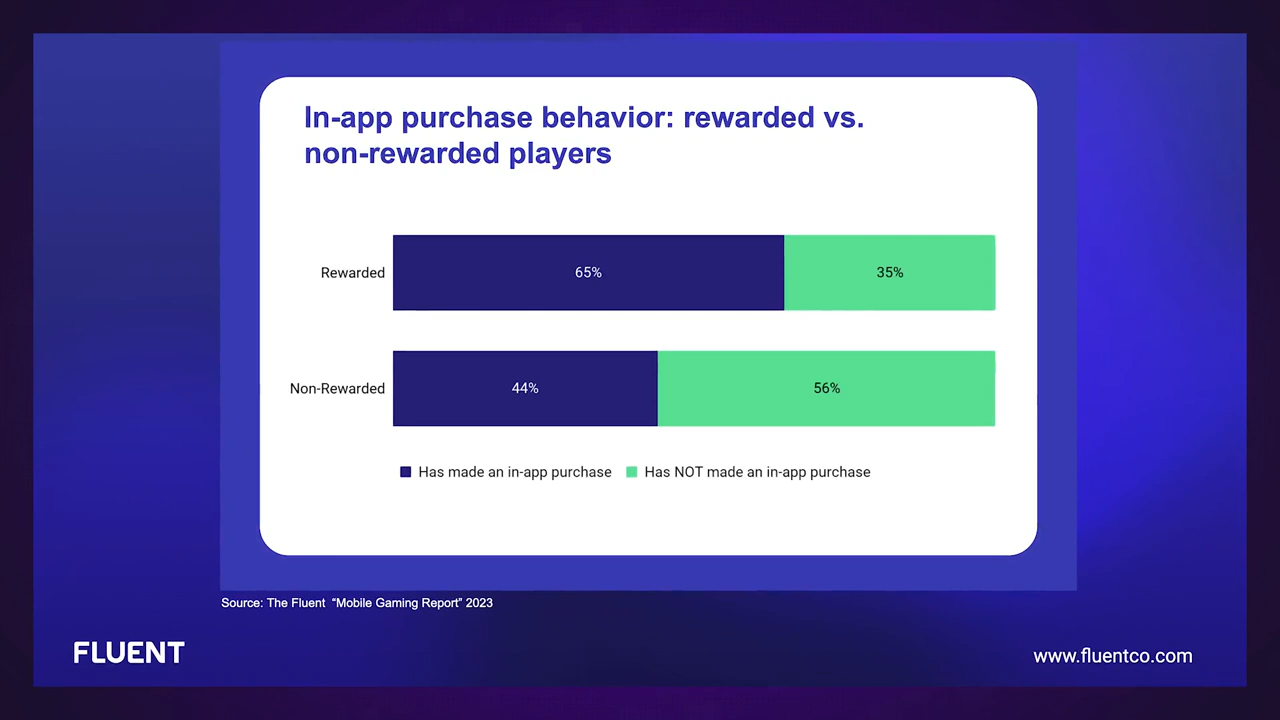 In-app purchase behavior: rewarded vs.
non-rewarded players
Rewarded
65%
35%
Non-Rewarded
44%
56%
Has made an in-app purchase
Has NOT made an in-app purchase
Source: The Fluent “Mobile Gaming Report” 2023
FLUENT
www.fluentco.com